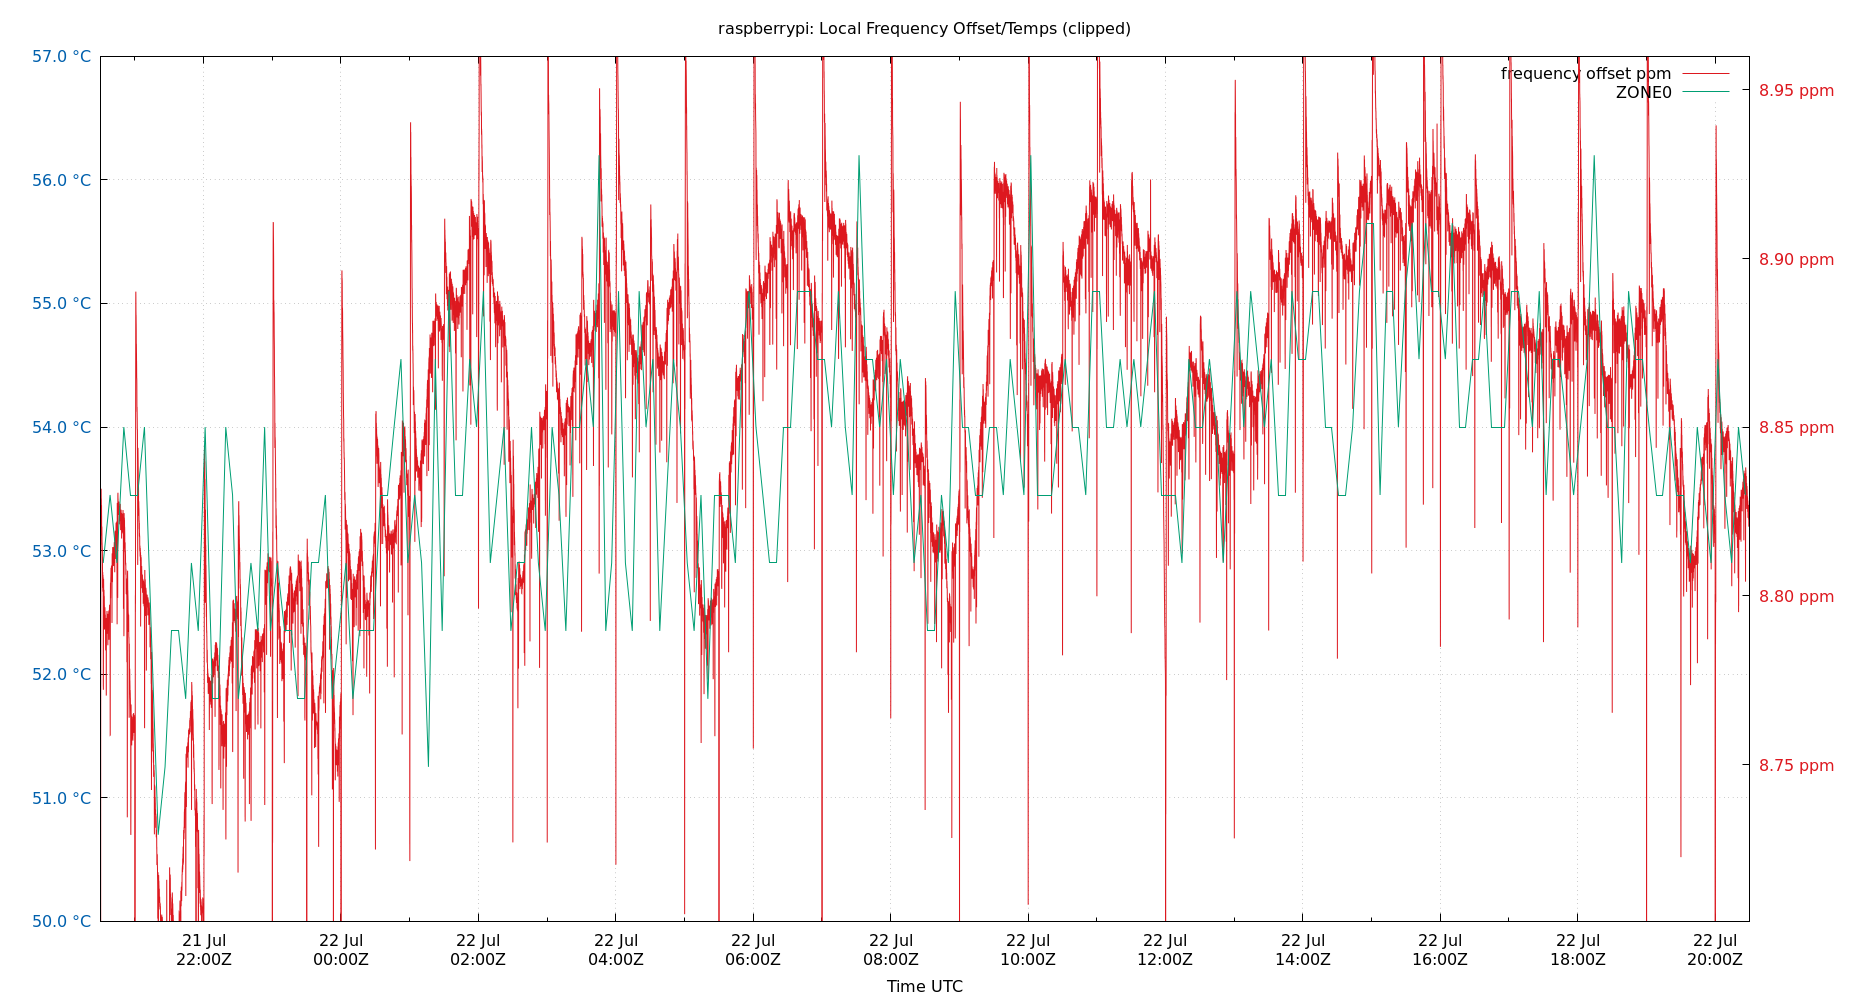 raspberrypi: Local Frequency Offset/Temps (clipped)
57.0 °C
56.0 °C
55.0 °C
54.0 °C
53.0 °C
52.0 °C
51.0 °C
50.0 °C
frequency offset ppm
ZONE0
8.95 ppm
8.90 ppm
8.85 ppm
8.80 ppm
8.75 ppm
21 Jul 22 Jul 22 Jul 22 Jul 22 Jul 22 Jul 22 Jul 22 Jul 22 Jul 22 Jul 22 Jul 22 Jul
22:00Z 00:00Z 02:00Z 04:00Z 06:00Z 08:00Z 10:00Z 12:00Z 14:00Z 16:00Z 18:00Z 20:00Z
Time UTC